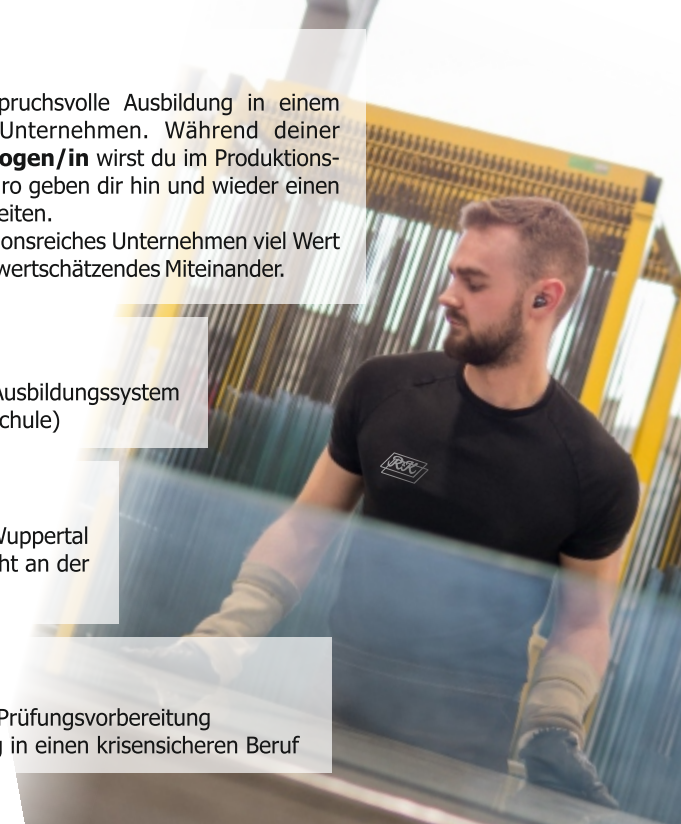 pruchsvolle Ausbildung in einem
Unternehmen. Während deiner
ogen/in wirst du im Produktions-
ro geben dir hin und wieder einen
eiten.
onsreiches Unternehmen viel Wert
wertschätzendes Miteinander.
Ausbildungssystem
chule)
Wuppertal
ht an der
Prüfungsvorbereitung
g in einen krisensicheren Beruf